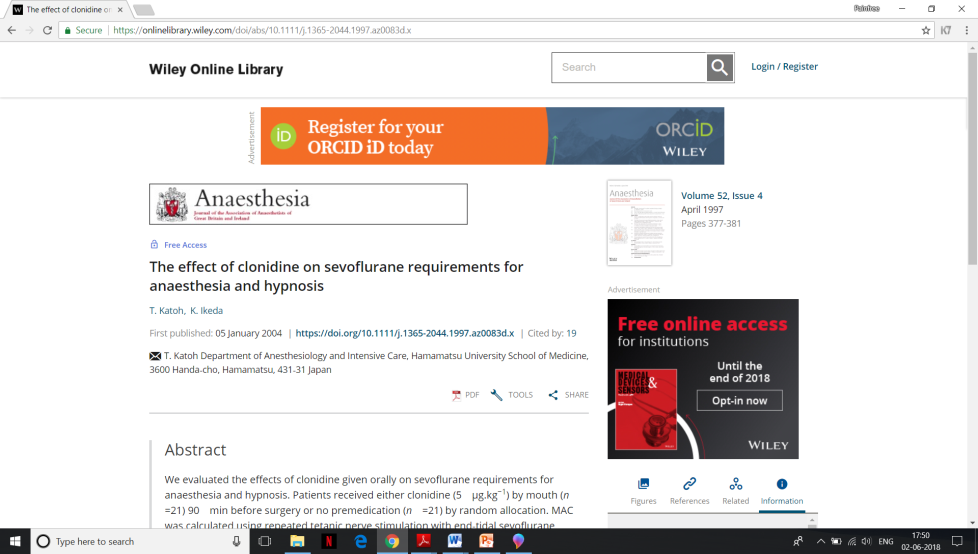 The effect of clonidine on
Painfree
Secure
https://onlinelibrary.wiley.com/doi/abs/10.1111/j.1365-2044.1997.az0083d.x
Wiley Online Library
Search
Login / Register
Advertisement
iD
Register for your
ORCID iD today
ORCID
WILEY
Anaesthesia
Journal of the Association of Anaesthetists of
Great Britain and Ireland
Anaesthesia
Volume 52, Issue 4
April 1997
Pages 377-381
Free Access
The effect of clonidine on sevoflurane requirements for
anaesthesia and hypnosis
T. Katoh, K. Ikeda
First published: 05 January 2004 | https://doi.org/10.1111/j.1365-2044.1997.az0083d.x | Cited by: 19
T. Katoh Department of Anesthesiology and Intensive Care, Hamamatsu University School of Medicine,
3600 Handa-cho, Hamamatsu, 431-31 Japan
PDF TOOLS SHARE
Advertisement
Free online access
for institutions
Until the
end of 2018
Opt-in now
MEDICAL
DEVICES &
SENSORS
WILEY
Abstract
We evaluated the effects of clonidine given orally on sevoflurane requirements for
anaesthesia and hypnosis. Patients received either clonidine (5 μg.kg−1) by mouth (n
=21) 90 min before surgery or no premedication (n =21) by random allocation. MAC
was calculated using repeated tetanic nerve stimulation with end-tidal sevoflurane
Figures References Related Information
Type here to search
ENG
17:50
02-06-2018